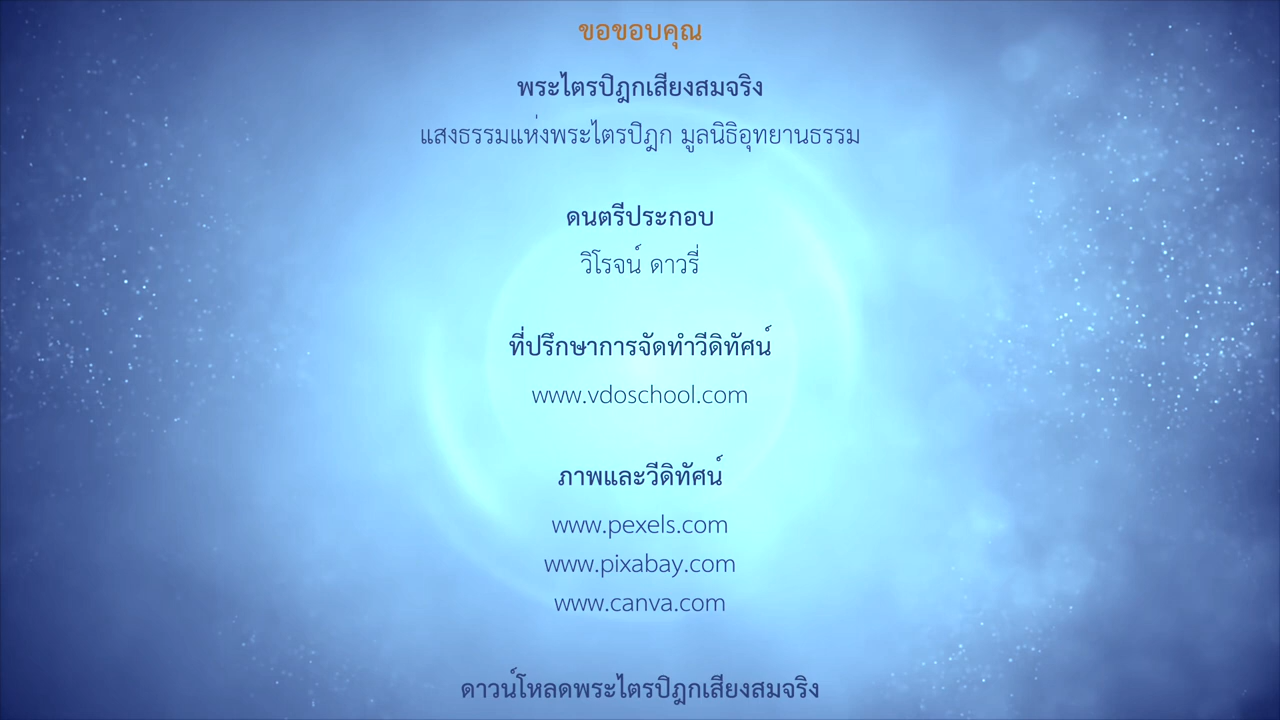 ขอขอบคุณ
พระไตรปิฎกเสียงสมจริง
แสงธรรมแห่งพระไตรปิฎก มูลนิธิอุทยานธรรม
ดนตรีประกอบ
วิโรจน์ ดาวรี่
ที่ปรึกษาการจัดทำวีดิทัศน์
www.vdoschool.com
ภาพและวีดิทัศน์
www.pexels.com
www.pixabay.com
www.canva.com
ดาวน์โหลดพระไตรปิฎกเสียงสมจริง